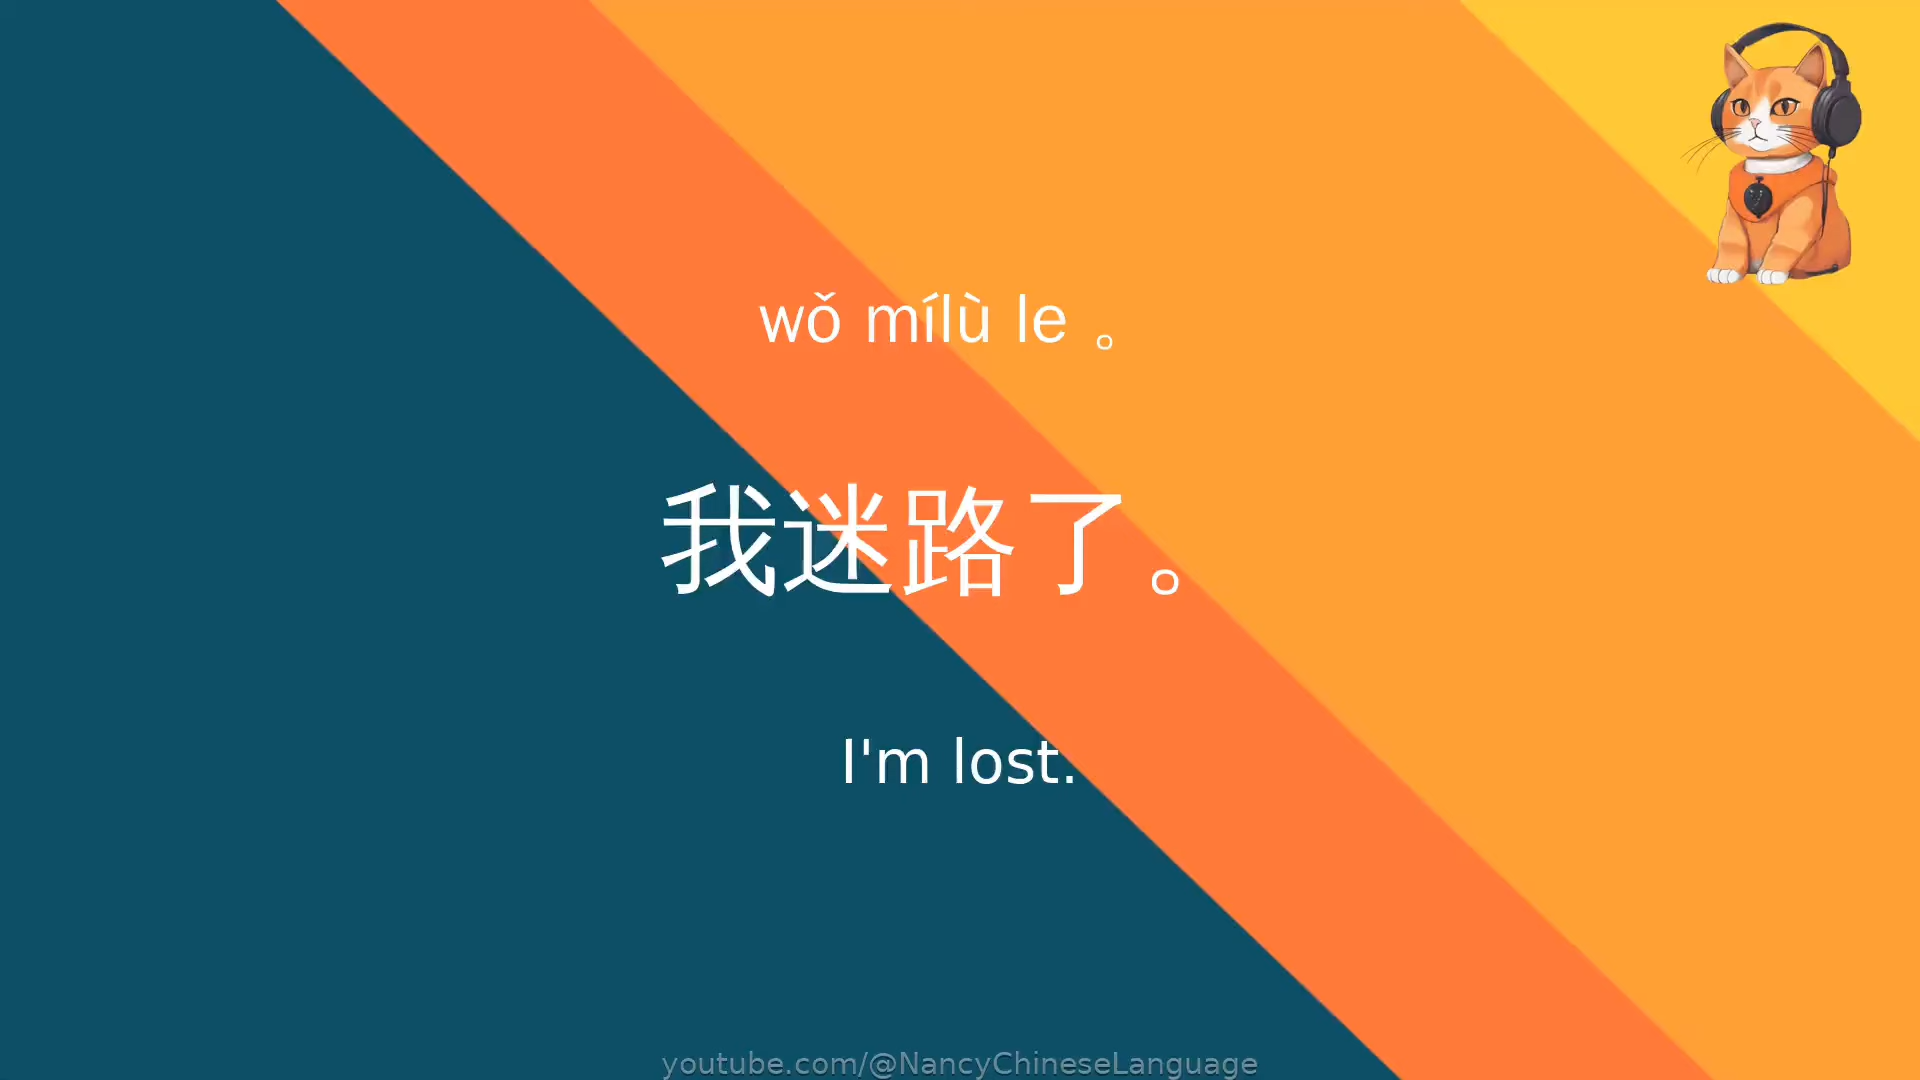 wǒ mílù le 。
我迷路了。
I'm lost.
youtube.com/@NancyChineseLanguage